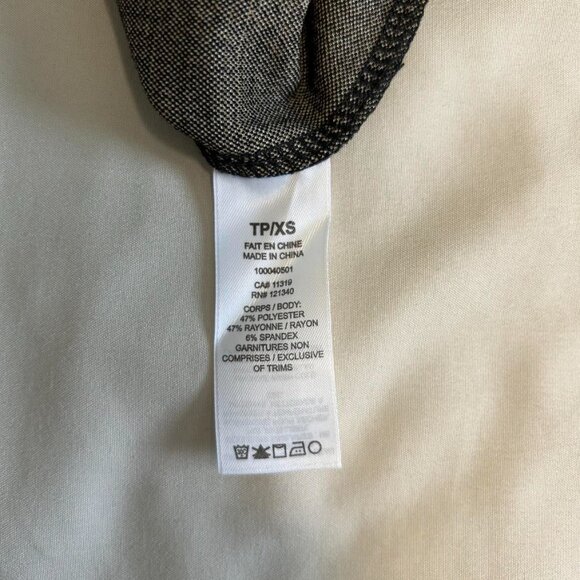 TP/XS
FAIT EN CHINE
MADE IN CHINA
100040501
CA# 11319
RN# 121340
CORPS / BODY:
47% POLYESTER
47% RAYONNE / RAYON
6% SPANDEX
GARNITURES NON
COMPRISES / EXCLUSIVE
OF TRIMS